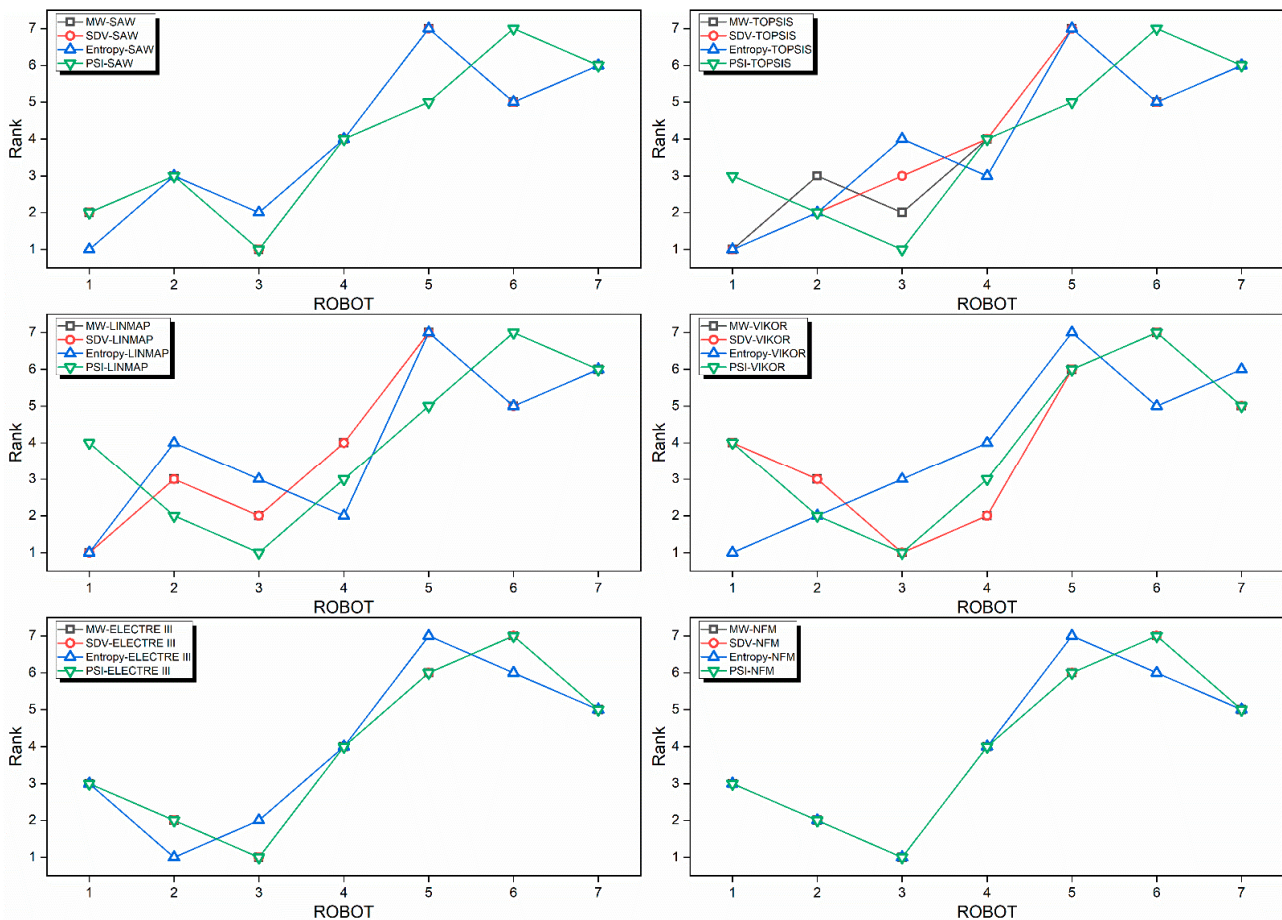 MW-SAW
SDV-SAW
Entropy-SAW
PSI-SAW
7
6
5
4
3
2
1
Rank
1 2 3 4 5 6 7
ROBOT
MW-TOPSIS
SDV-TOPSIS
Entropy-TOPSIS
PSI-TOPSIS
7
6
5
4
3
2
1
Rank
1 2 3 4 5 6 7
ROBOT
MW-LINMAP
SDV-LINMAP
Entropy-LINMAP
PSI-LINMAP
7
6
5
4
3
2
1
Rank
1 2 3 4 5 6 7
ROBOT
MW-VIKOR
SDV-VIKOR
Entropy-VIKOR
PSI-VIKOR
7
6
5
4
3
2
1
Rank
1 2 3 4 5 6 7
ROBOT
MW-ELECTRE III
SDV-ELECTRE III
Entropy-ELECTRE III
PSI-ELECTRE III
7
6
5
4
3
2
1
Rank
1 2 3 4 5 6 7
ROBOT
MW-NFM
SDV-NFM
Entropy-NFM
PSI-NFM
7
6
5
4
3
2
1
Rank
1 2 3 4 5 6 7
ROBOT